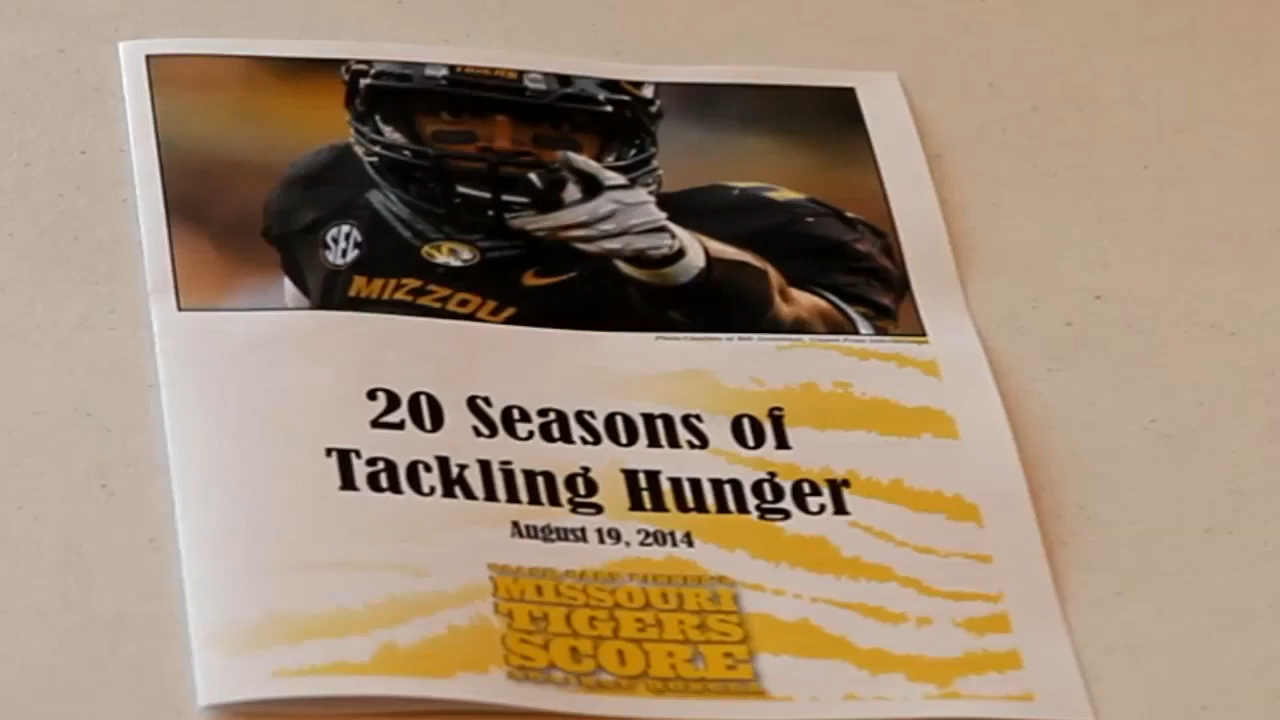 TIGERS
SEC
MIZZOU
20 Seasons of
Tackling Hunger
August 19, 2014
MISSOURI
TIGERS
SCORE